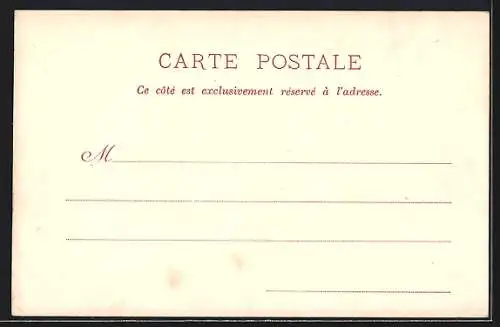 CARTE POSTALE
Ce côté est exclusivement réservé à l'adresse.
M